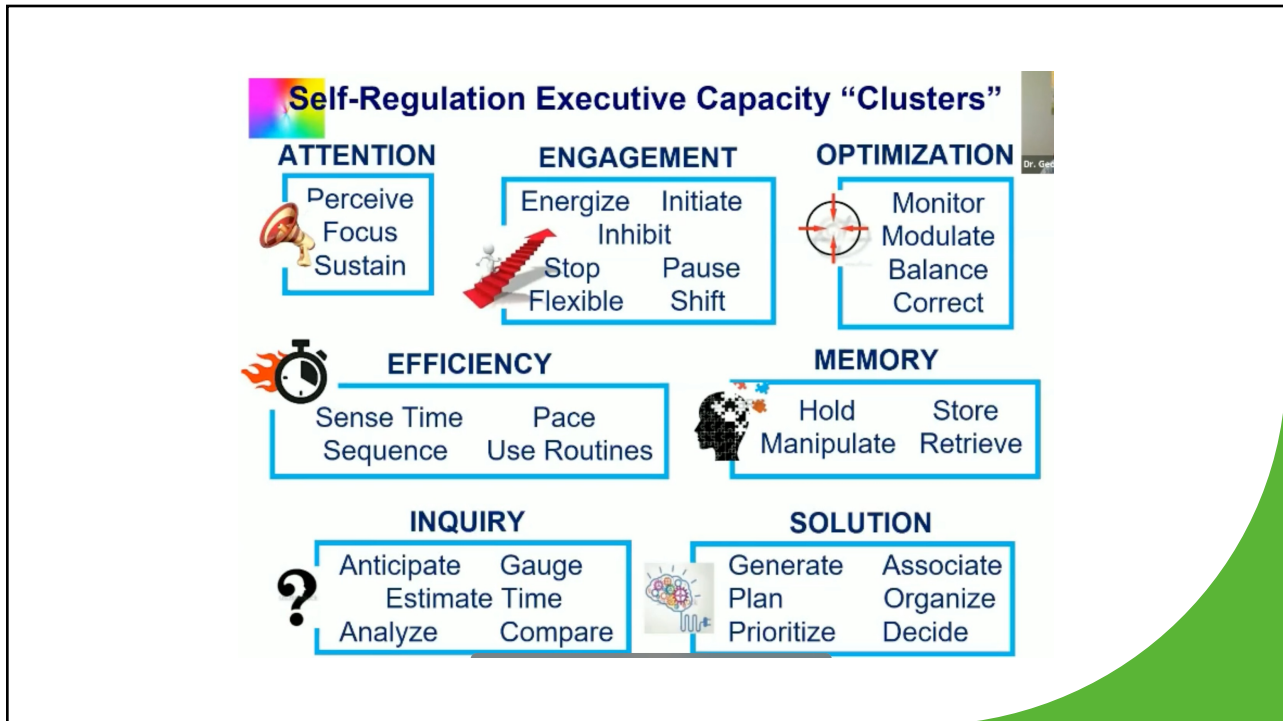 Self-Regulation Executive Capacity “Clusters”
ATTENTION
Perceive
Focus
Sustain
ENGAGEMENT
Energize Initiate
Inhibit
Stop Pause
Flexible Shift
OPTIMIZATION
Monitor
Modulate
Balance
Correct
Dr. Ged
EFFICIENCY
Sense Time Pace
Sequence Use Routines
MEMORY
Hold Store
Manipulate Retrieve
INQUIRY
Anticipate Gauge
Estimate Time
Analyze Compare
SOLUTION
Generate Associate
Plan Organize
Prioritize Decide